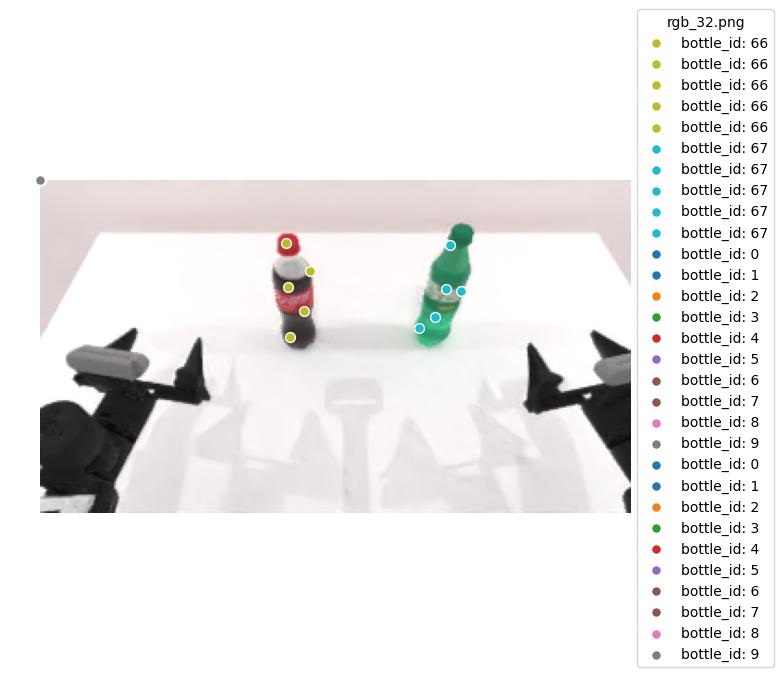 rgb_32.png
bottle_id: 66
bottle_id: 66
bottle_id: 66
bottle_id: 66
bottle_id: 66
bottle_id: 67
bottle_id: 67
bottle_id: 67
bottle_id: 67
bottle_id: 67
bottle_id: 0
bottle_id: 1
bottle_id: 2
bottle_id: 3
bottle_id: 4
bottle_id: 5
bottle_id: 6
bottle_id: 7
bottle_id: 8
bottle_id: 9
bottle_id: 0
bottle_id: 1
bottle_id: 2
bottle_id: 3
bottle_id: 4
bottle_id: 5
bottle_id: 6
bottle_id: 7
bottle_id: 8
bottle_id: 9